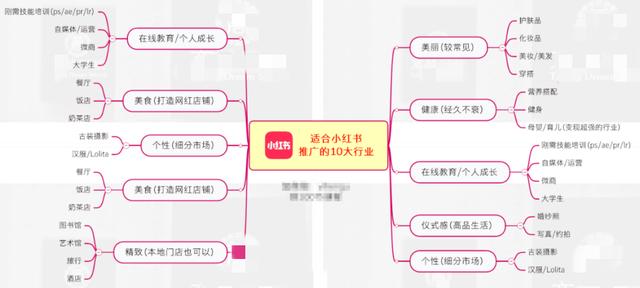 小红书
适合小红书
推广的10大行业
刚需技能培训(ps/ae/pr/lr)
自媒体/运营
微商
大学生
在线教育/个人成长
餐厅
饭店
奶茶店
美食(打造网红店铺)
古装摄影
汉服/Lolita
个性(细分市场)
餐厅
饭店
奶茶店
美食(打造网红店铺)
图书馆
艺术馆
旅行
酒店
精致(本地门店也可以)
美丽(较常见)
护肤品
化妆品
美妆/美发
穿搭
健康(经久不衰)
营养搭配
健身
母婴/育儿(变现超强的行业)
在线教育/个人成长
刚需技能培训(ps/ae/pr/lr)
自媒体/运营
微商
大学生
仪式感(高品生活)
婚纱照
写真/约拍
个性(细分市场)
古装摄影
汉服/Lolita